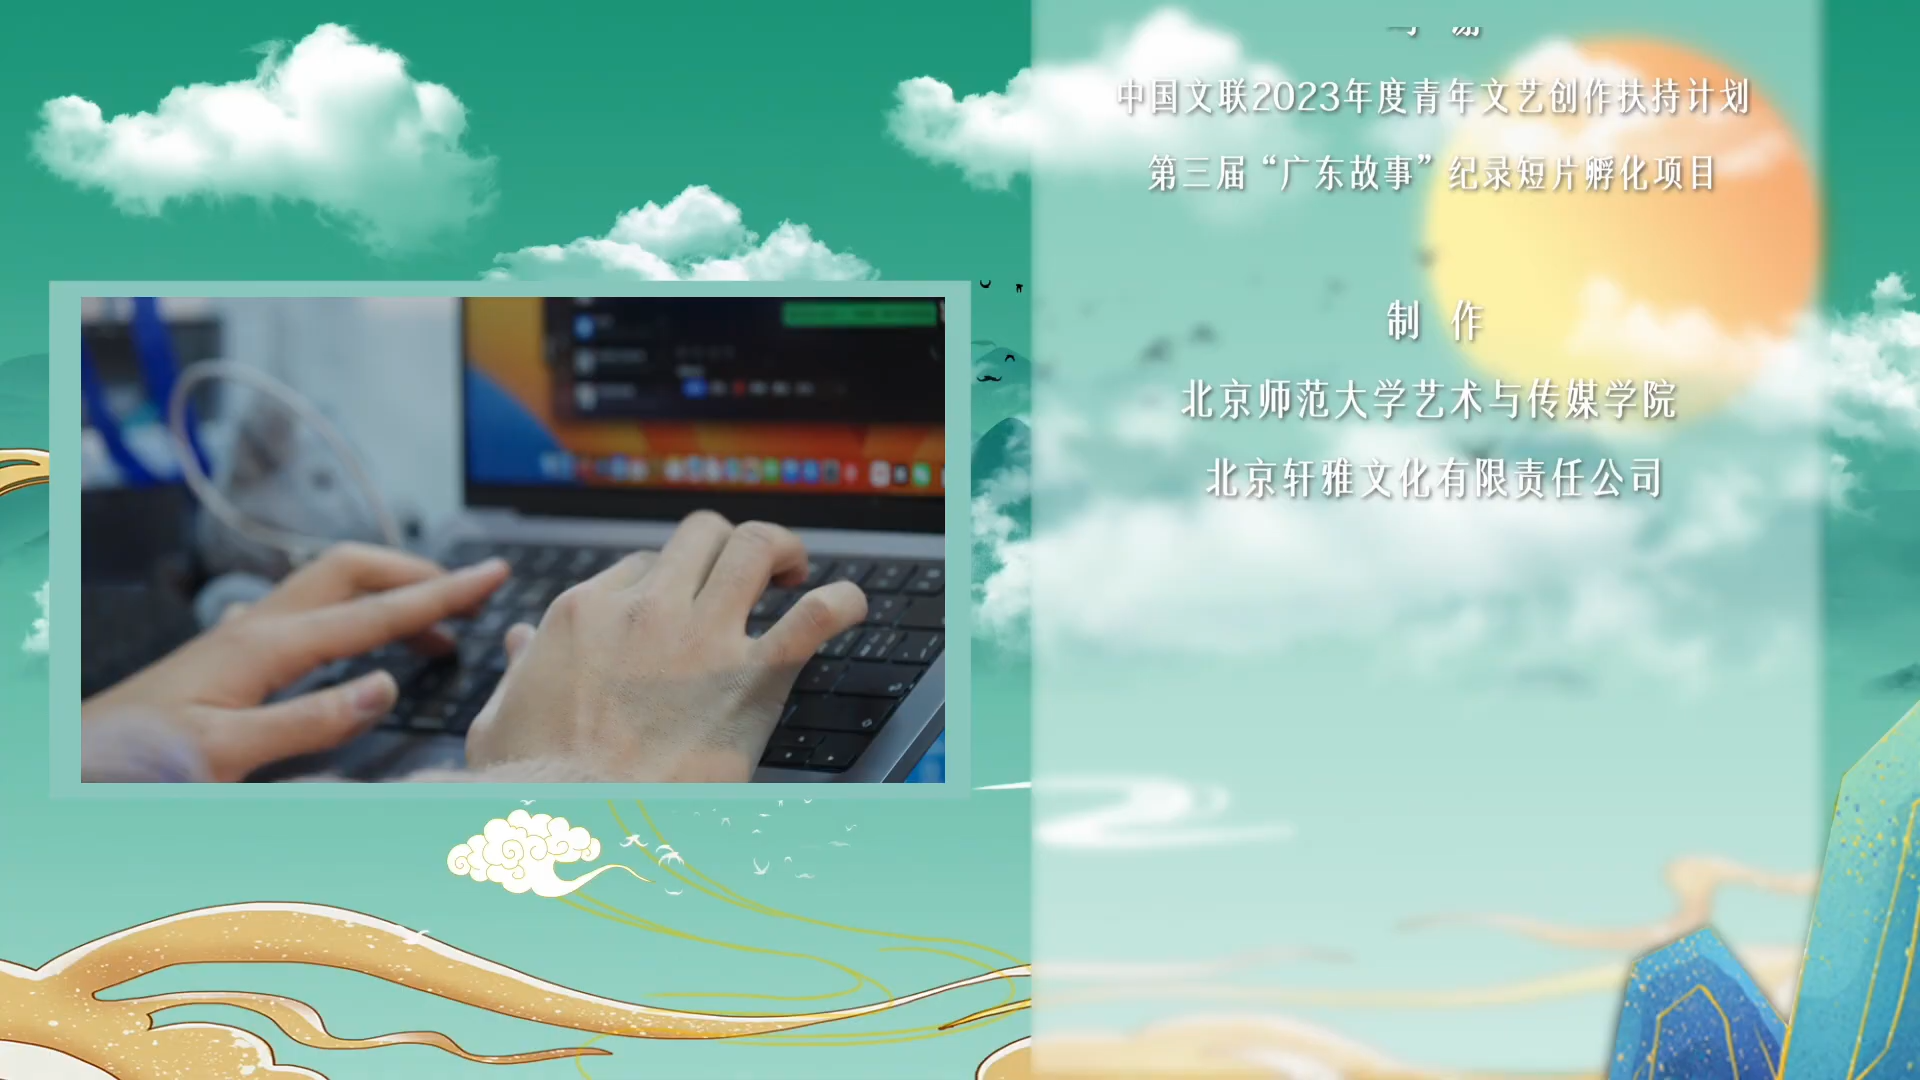 中国文联2023年度青年文艺创作扶持计划
第三届“广东故事”纪录短片孵化项目
制 作
北京师范大学艺术与传媒学院
北京轩雅文化有限责任公司